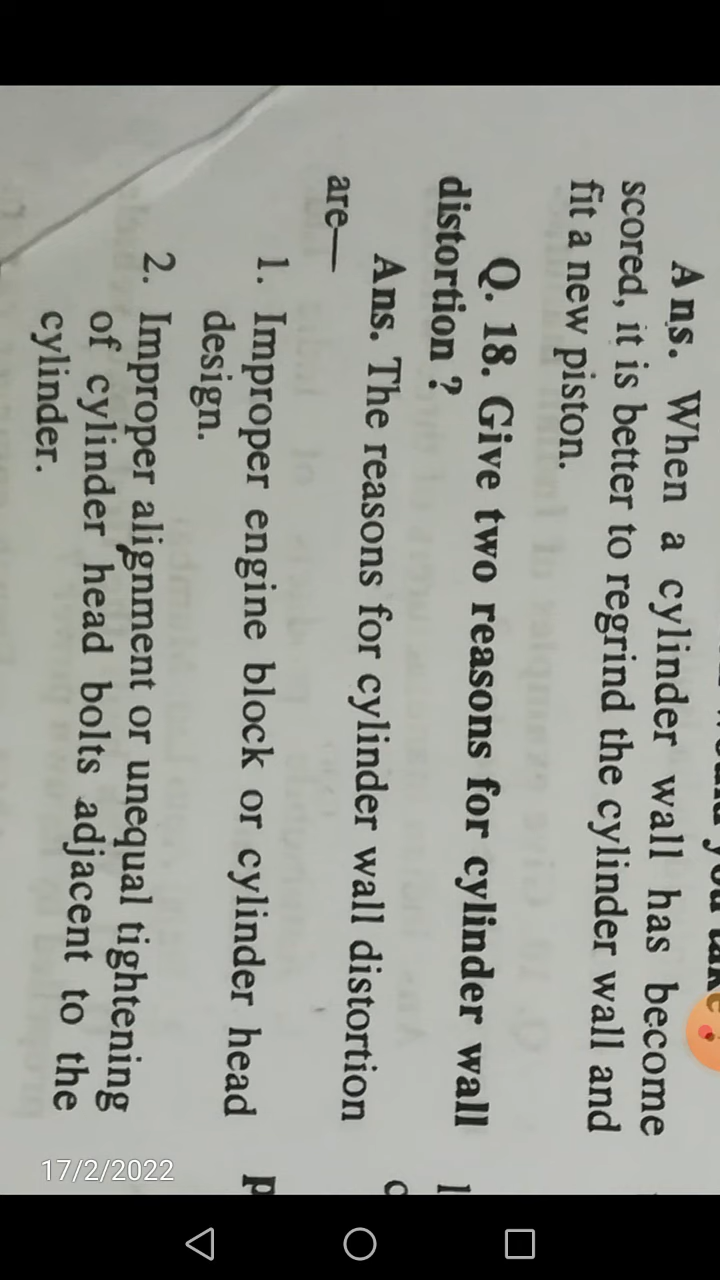 Ans. When a cylinder wall has become
scored, it is better to regrind the cylinder wall and
fit a new piston.
Q. 18. Give two reasons for cylinder wall
distortion ?
Ans. The reasons for cylinder wall distortion
are—
1. Improper engine block or cylinder head
design.
2. Improper alignment or unequal tightening
of cylinder head bolts adjacent to the
cylinder.
17/2/2022